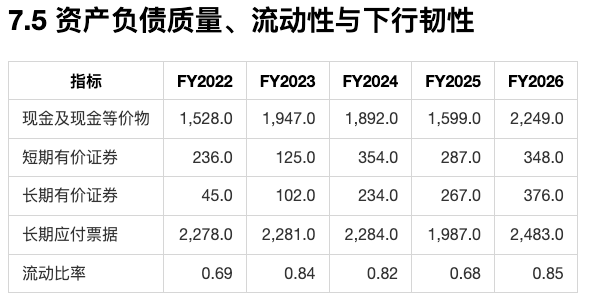 7.5 资产负债质量、流动性与下行韧性
指标 FY2022 FY2023 FY2024 FY2025 FY2026
现金及现金等价物 1,528.0 1,947.0 1,892.0 1,599.0 2,249.0
短期有价证券 236.0 125.0 354.0 287.0 348.0
长期有价证券 45.0 102.0 234.0 267.0 376.0
长期应付票据 2,278.0 2,281.0 2,284.0 1,987.0 2,483.0
流动比率 0.69 0.84 0.82 0.68 0.85